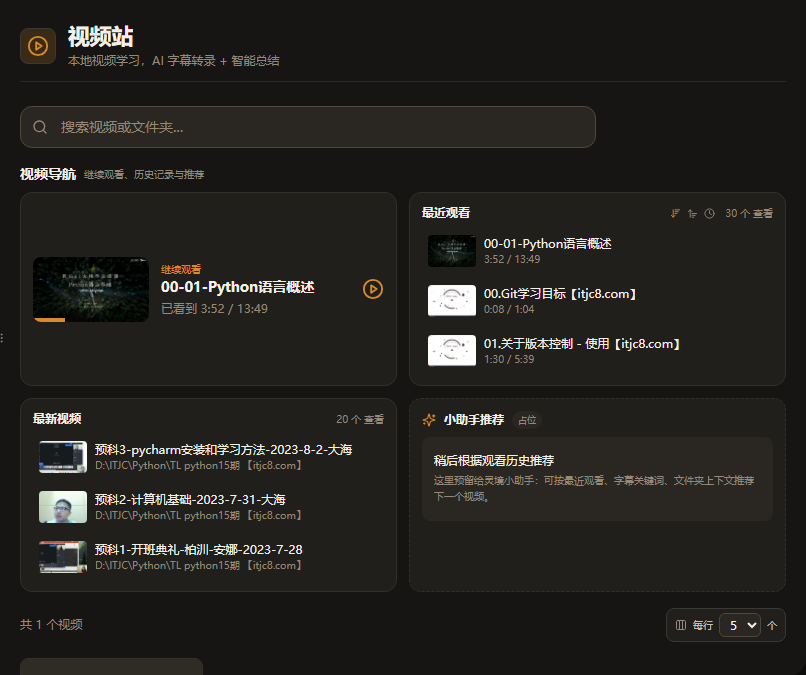 视频站
本地视频学习，AI 字幕转录 + 智能总结
搜索视频或文件夹...
视频导航 继续观看、历史记录与推荐
继续观看
00-01-Python语言概述
已看到 3:52 / 13:49
最近观看 30 个 查看
00-01-Python语言概述
3:52 / 13:49
00.Git学习目标【itjc8.com】
0:08 / 1:04
01.关于版本控制 - 使用【itjc8.com】
1:30 / 5:39
最新视频 20 个 查看
预科3-pycharm安装和学习方法-2023-8-2-大海
D:\ITJC\Python\TL python15期 【itjc8.com】
预科2-计算机基础-2023-7-31-大海
D:\ITJC\Python\TL python15期 【itjc8.com】
预科1-开班典礼-柏汌-安娜-2023-7-28
D:\ITJC\Python\TL python15期 【itjc8.com】
小助手推荐 占位
稍后根据观看历史推荐
这里预留给灵境小助手：可按最近观看、字幕关键词、文件夹上下文推荐
下一个视频。
共 1 个视频
每行 5 个